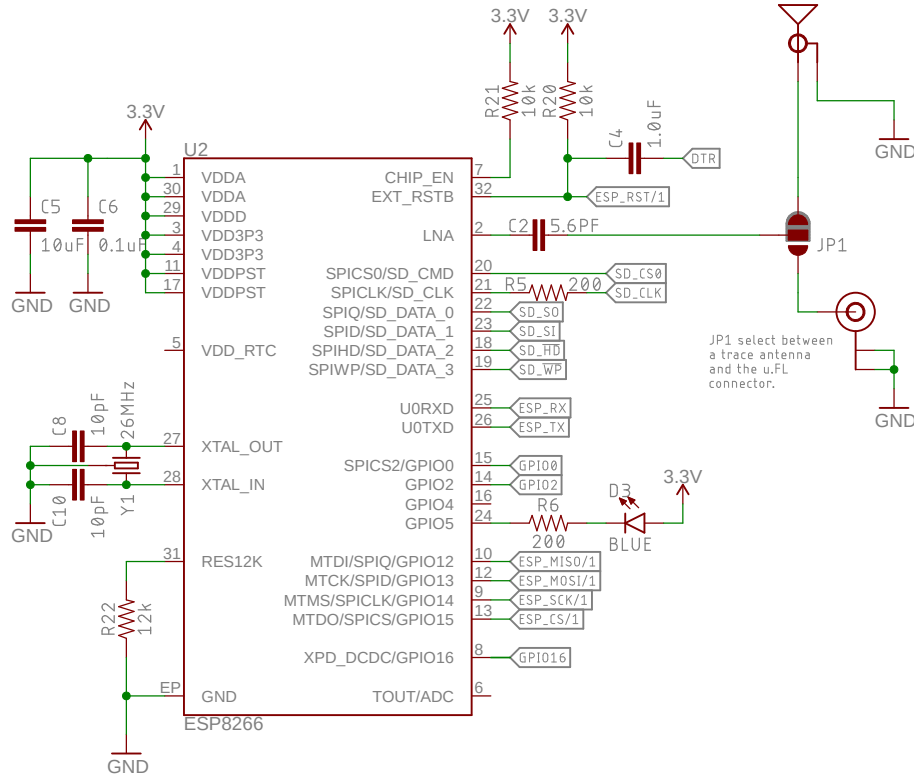 3.3V
3.3V
R21
10k
R20
10k
C4
1.0uF
DTR
GND
3.3V
U2
1
VDDA
CHIP_EN
7
30
VDDA
EXT_RSTB
32
ESP_RST/1
29
VDDD
C5
10uF
C6
0.1uF
3
VDD3P3
LNA
2
C2
5.6PF
JP1
4
VDD3P3
11
VDDPST
SPICS0/SD_CMD
20
SD_CS0
17
VDDPST
SPICLK/SD_CLK
21
R5
200
SD_CLK
GND
GND
SPIQ/SD_DATA_0
22
SD_SO
SPID/SD_DATA_1
23
SD_SI
5
VDD_RTC
SPIHD/SD_DATA_2
18
SD_HD
SPIWP/SD_DATA_3
19
SD_WP
JP1 select between
a trace antenna
and the u.FL
connector.
GND
U0RXD
25
ESP_RX
U0TXD
26
ESP_TX
C8
10pF
26MHz
27
XTAL_OUT
SPICS2/GPIO0
15
GPIO0
28
XTAL_IN
GPIO2
14
GPIO2
C10
10pF
Y1
GND
GPIO4
16
GPIO5
24
R6
200
D3
BLUE
3.3V
31
RES12K
MTDI/SPIQ/GPIO12
10
ESP_MISO/1
MTCK/SPID/GPIO13
12
ESP_MOSI/1
MTMS/SPICLK/GPIO14
9
ESP_SCK/1
MTDO/SPICS/GPIO15
13
ESP_CS/1
R22
12k
XPD_DCDC/GPIO16
8
GPIO16
EP
GND
TOUT/ADC
6
ESP8266
GND